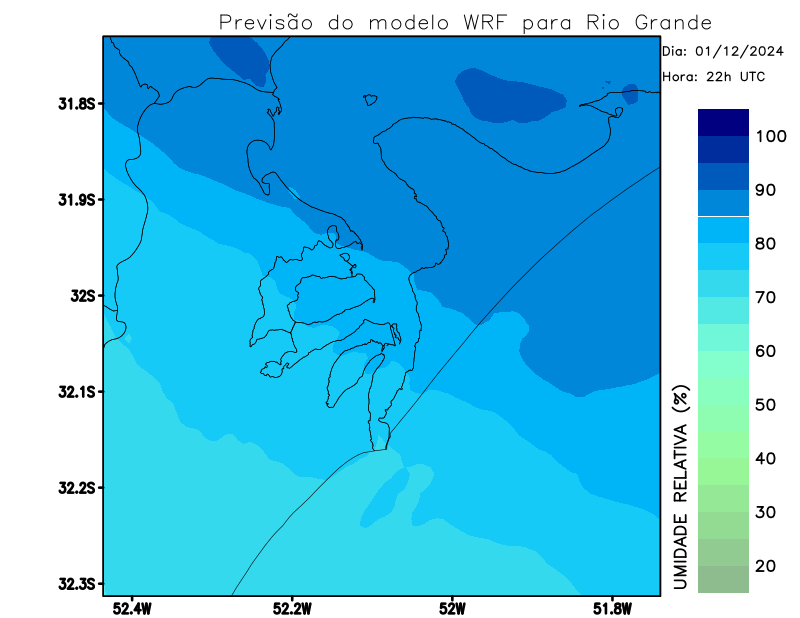 Previsão do modelo WRF para Rio Grande
Dia: 01/12/2024
Hora: 22h UTC
31.8S
31.9S
32S
32.1S
32.2S
32.3S
52.4W
52.2W
52W
51.8W
100
90
80
70
60
50
40
30
20
UMIDADE RELATIVA (%)